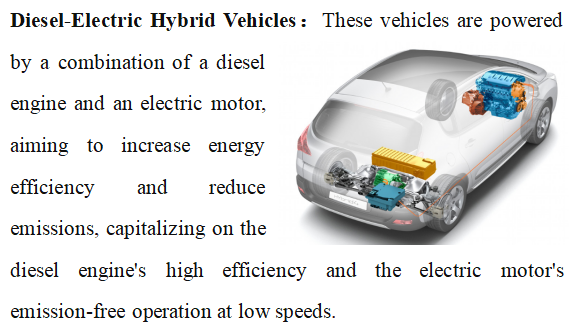 Diesel-Electric Hybrid Vehicles： These vehicles are powered
by a combination of a diesel
engine and an electric motor,
aiming to increase energy
efficiency and reduce
emissions, capitalizing on the
diesel engine's high efficiency and the electric motor's
emission-free operation at low speeds.